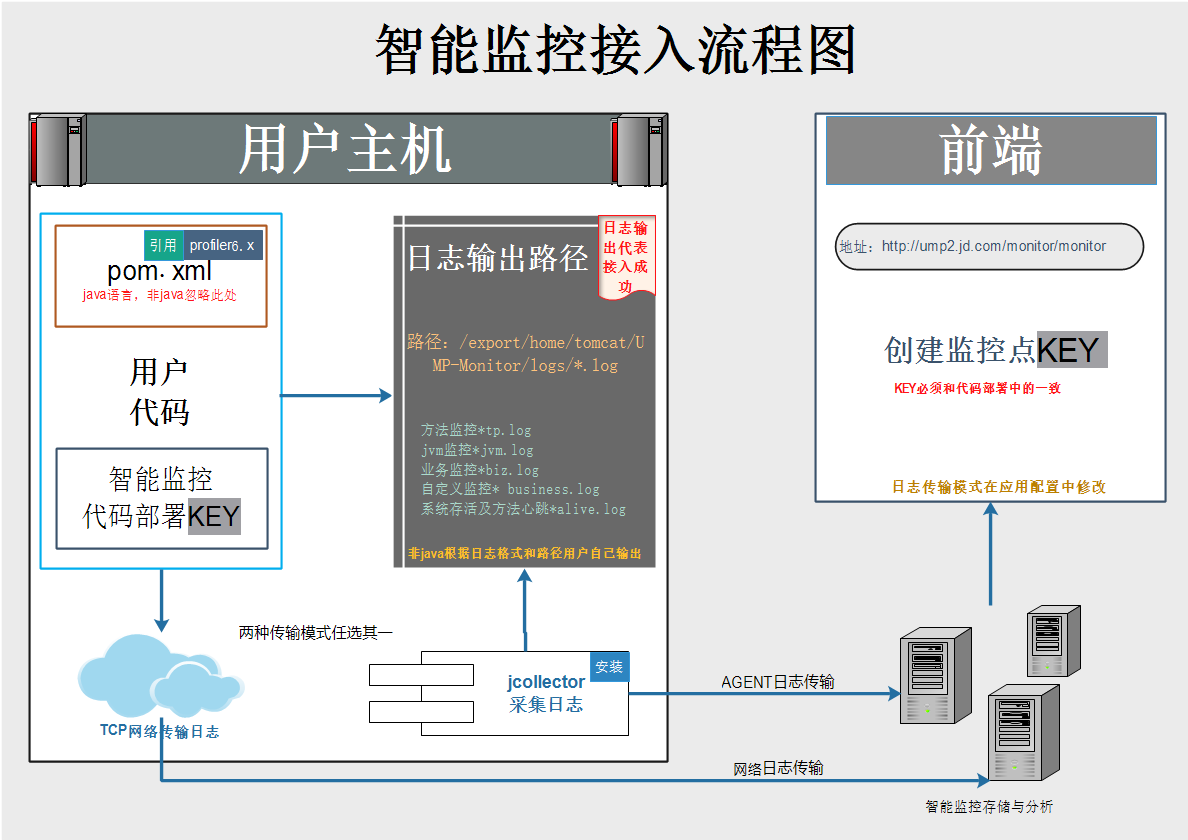 智能监控接入流程图
用户主机
引用 profiler6.x
pom.xml
java语言，非java忽略此处
用户
代码
智能监控
代码部署KEY
日志输出路径
日志输
出代表
接入成
功
路径：/export/home/tomcat/U
MP-Monitor/logs/*.log
方法监控*tp.log
jvm监控*jvm.log
业务监控*biz.log
自定义监控* business.log
系统存活及方法心跳*alive.log
非java根据日志格式和路径用户自己输出
两种传输模式任选其一
TCP网络传输日志
安装
jcollector
采集日志
前端
地址：http://ump2.jd.com/monitor/monitor
创建监控点KEY
KEY必须和代码部署中的一致
日志传输模式在应用配置中修改
AGENT日志传输
网络日志传输
智能监控存储与分析